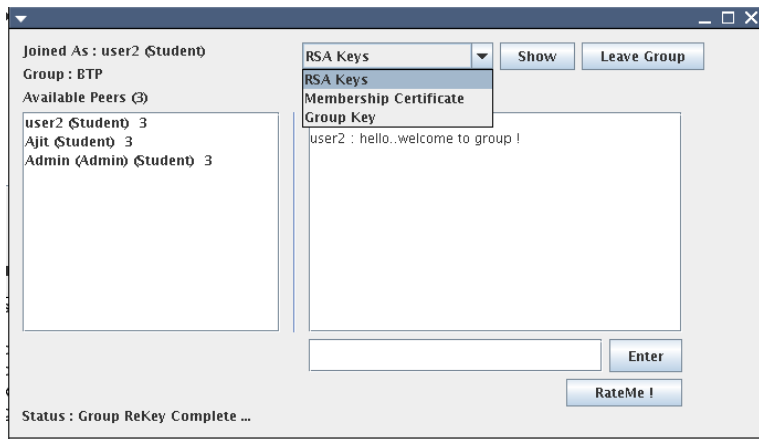 Joined As : user2 (Student)
Group : BTP
Available Peers (3)
user2 (Student) 3
Ajit (Student) 3
Admin (Admin) (Student) 3
RSA Keys
Show
Leave Group
RSA Keys
Membership Certificate
Group Key
user2 : hello..welcome to group !
Enter
RateMe !
Status : Group ReKey Complete ...